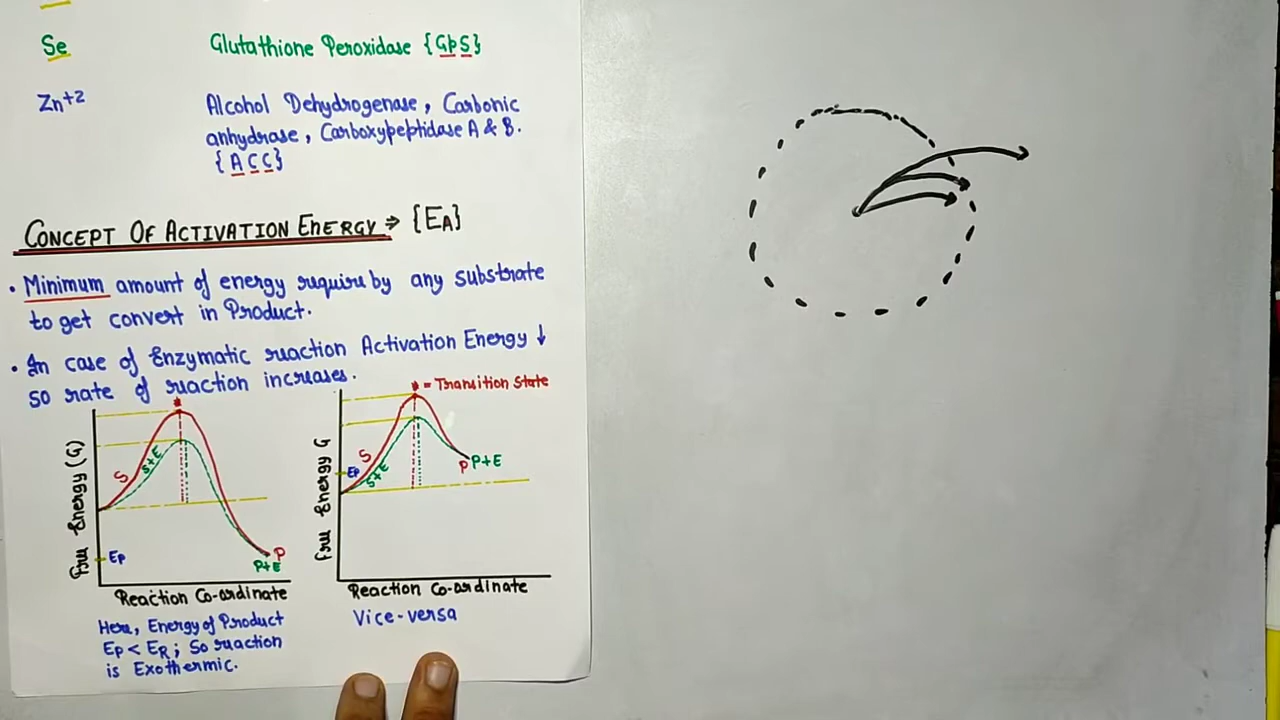 Se Glutathione Peroxidase {GPS}
Zn+2 Alcohol Dehydrogenase, Carbonic
anhydrase, Carboxypeptidase A & B.
{ACC}
CONCEPT OF ACTIVATION ENERGY ⇒ {EA}
• Minimum amount of energy require by any substrate
to get convert in Product.
• In case of Enzymatic reaction Activation Energy ↓
so rate of reaction increases.
* = Transition State
*
S
S+E
Free Energy (G)
Ep
P
P+E
Reaction Co-ordinate
Here, Energy of Product
EP < ER; So reaction
is Exothermic.
S
S+E
Free Energy G
Ep
P P+E
Reaction Co-ordinate
Vice-versa